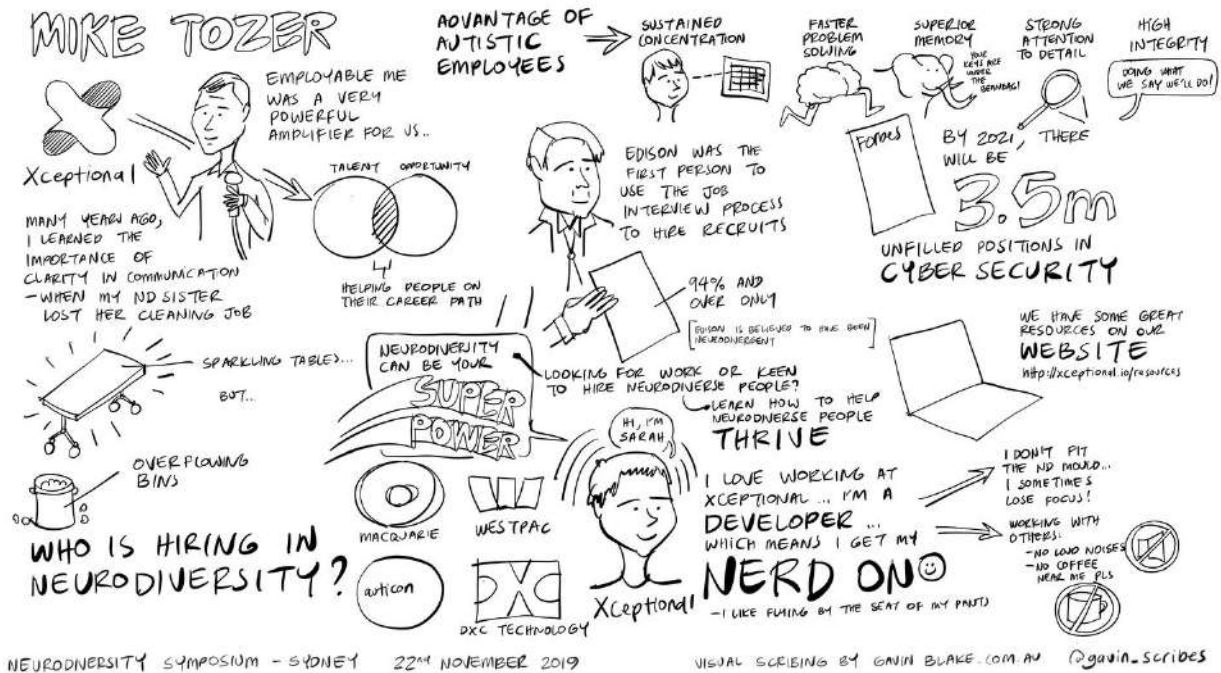 MIKE TOZER
Xceptional
EMPLOYABLE ME
WAS A VERY
POWERFUL
AMPLIFIER FOR US..
TALENT OPPORTUNITY
HELPING PEOPLE ON
THEIR CAREER PATH
MANY YEARS AGO,
I LEARNED THE
IMPORTANCE OF
CLARITY IN COMMUNICATION
- WHEN MY ND SISTER
LOST HER CLEANING JOB
SPARKLING TABLES...
BUT...
OVERFLOWING
BINS
ADVANTAGE OF
AUTISTIC
EMPLOYEES
SUSTAINED
CONCENTRATION
FASTER
PROBLEM
SOLVING
SUPERIOR
MEMORY
YOUR
KEYS ARE
UNDER
THE
BEANBAG!
STRONG
ATTENTION
TO DETAIL
HIGH
INTEGRITY
DOING WHAT
WE SAY WE'LL DO!
EDISON WAS THE
FIRST PERSON TO
USE THE JOB
INTERVIEW PROCESS
TO HIRE RECRUITS
94% AND
OVER ONLY
[EDISON IS BELIEVED TO HAVE BEEN
NEURODIVERGENT]
Forbes
BY 2021, THERE
WILL BE
3.5m
UNFILLED POSITIONS IN
CYBER SECURITY
WE HAVE SOME GREAT
RESOURCES ON OUR
WEBSITE
http://xceptional.io/resources
NEURODIVERSITY
CAN BE YOUR
SUPER
POWER
LOOKING FOR WORK OR KEEN
TO HIRE NEURODIVERSE PEOPLE?
LEARN HOW TO HELP
NEURODIVERSE PEOPLE
THRIVE
WHO IS HIRING IN
NEURODIVERSITY?
MACQUARIE
WESTPAC
auticon
DXC
DXC TECHNOLOGY
HI, I'M
SARAH
Xceptional
I LOVE WORKING AT
XCEPTIONAL ... I'M A
DEVELOPER ...
WHICH MEANS I GET MY
NERD ON
- I LIKE FLYING BY THE SEAT OF MY PANTS
I DON'T FIT
THE ND MOULD...
I SOMETIMES
LOSE FOCUS!
WORKING WITH
OTHERS:
- NO LOUD NOISES
- NO COFFEE
NEAR ME PLS
NEURODIVERSITY SYMPOSIUM - SYDNEY 22ND NOVEMBER 2019
VISUAL SCRIBING BY GAVIN BLAKE.COM.AU @gavin_scribes